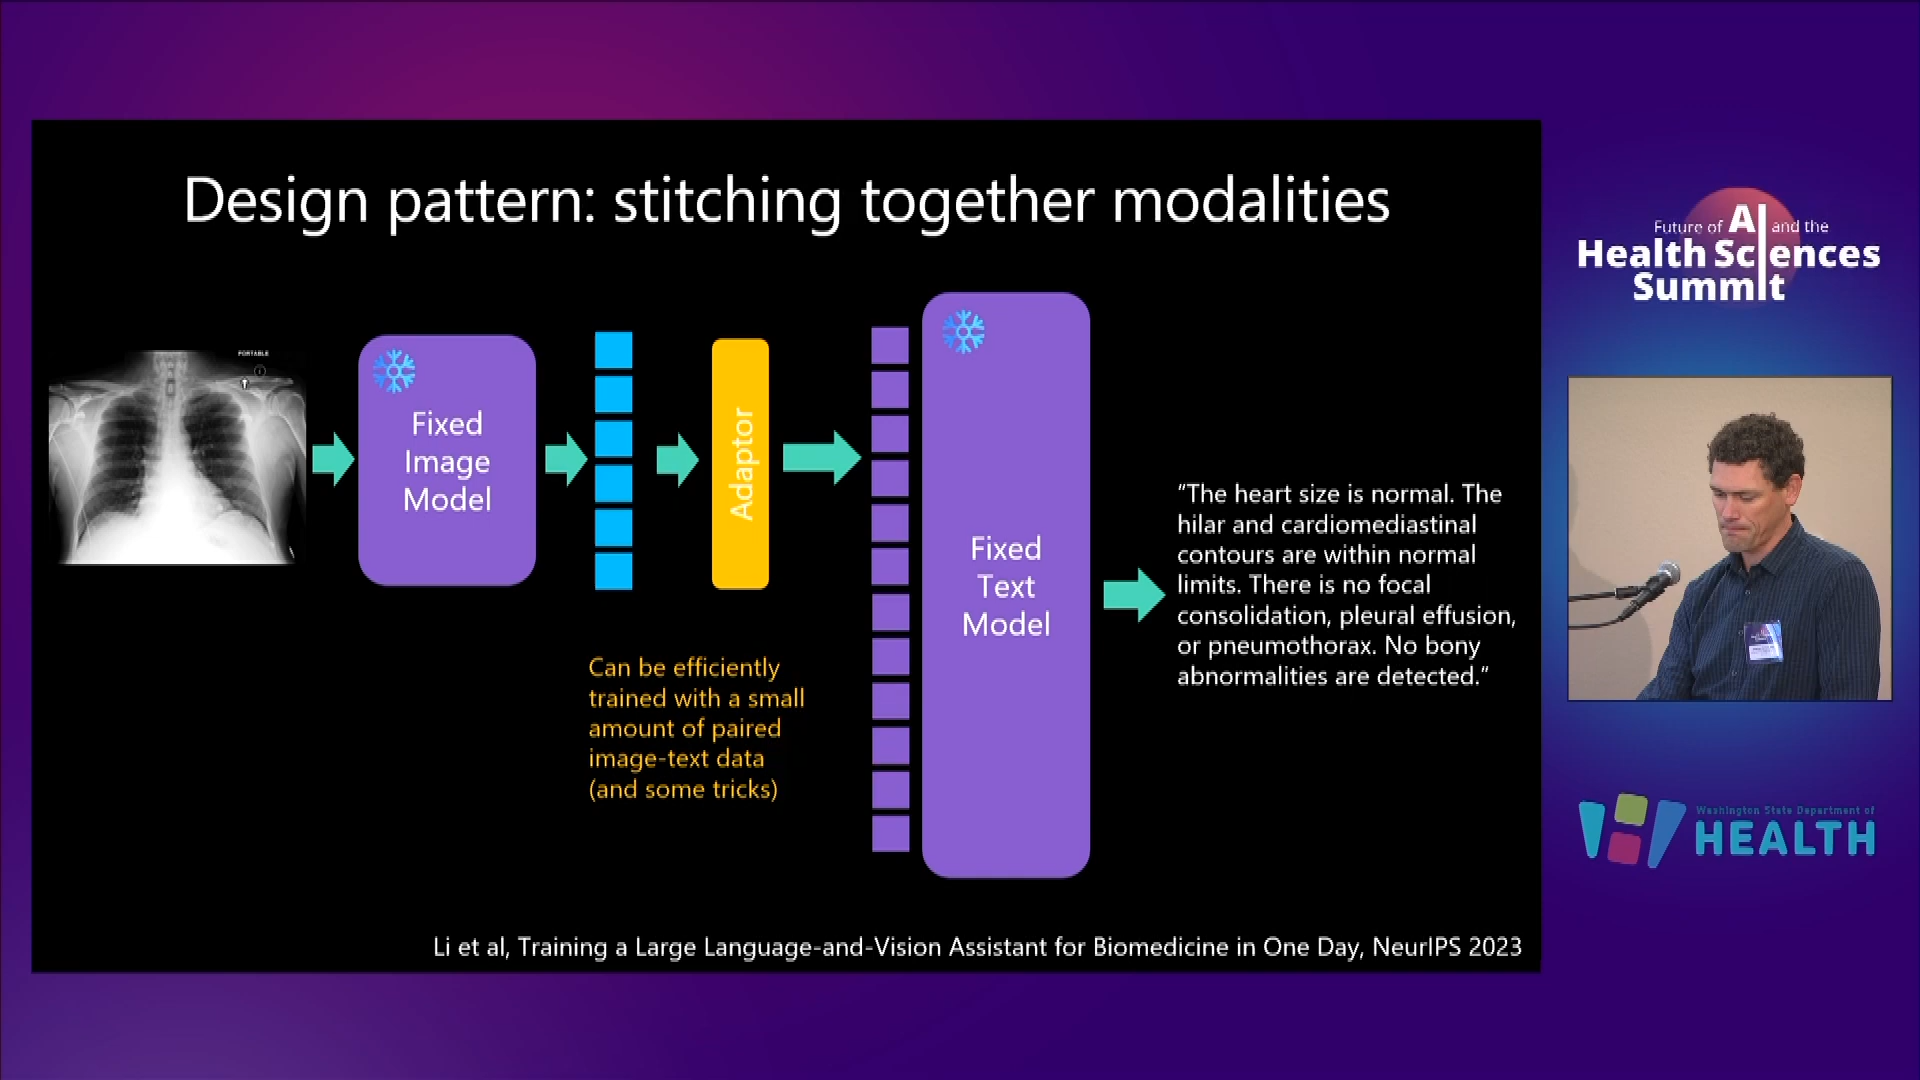 Design pattern: stitching together modalities
PORTABLE
Fixed
Image
Model
Adaptor
Can be efficiently
trained with a small
amount of paired
image-text data
(and some tricks)
Fixed
Text
Model
"The heart size is normal. The
hilar and cardiomediastinal
contours are within normal
limits. There is no focal
consolidation, pleural effusion,
or pneumothorax. No bony
abnormalities are detected."
Li et al, Training a Large Language-and-Vision Assistant for Biomedicine in One Day, NeurIPS 2023
Future of AI and the
Health Sciences
Summit
Washington State Department of
HEALTH